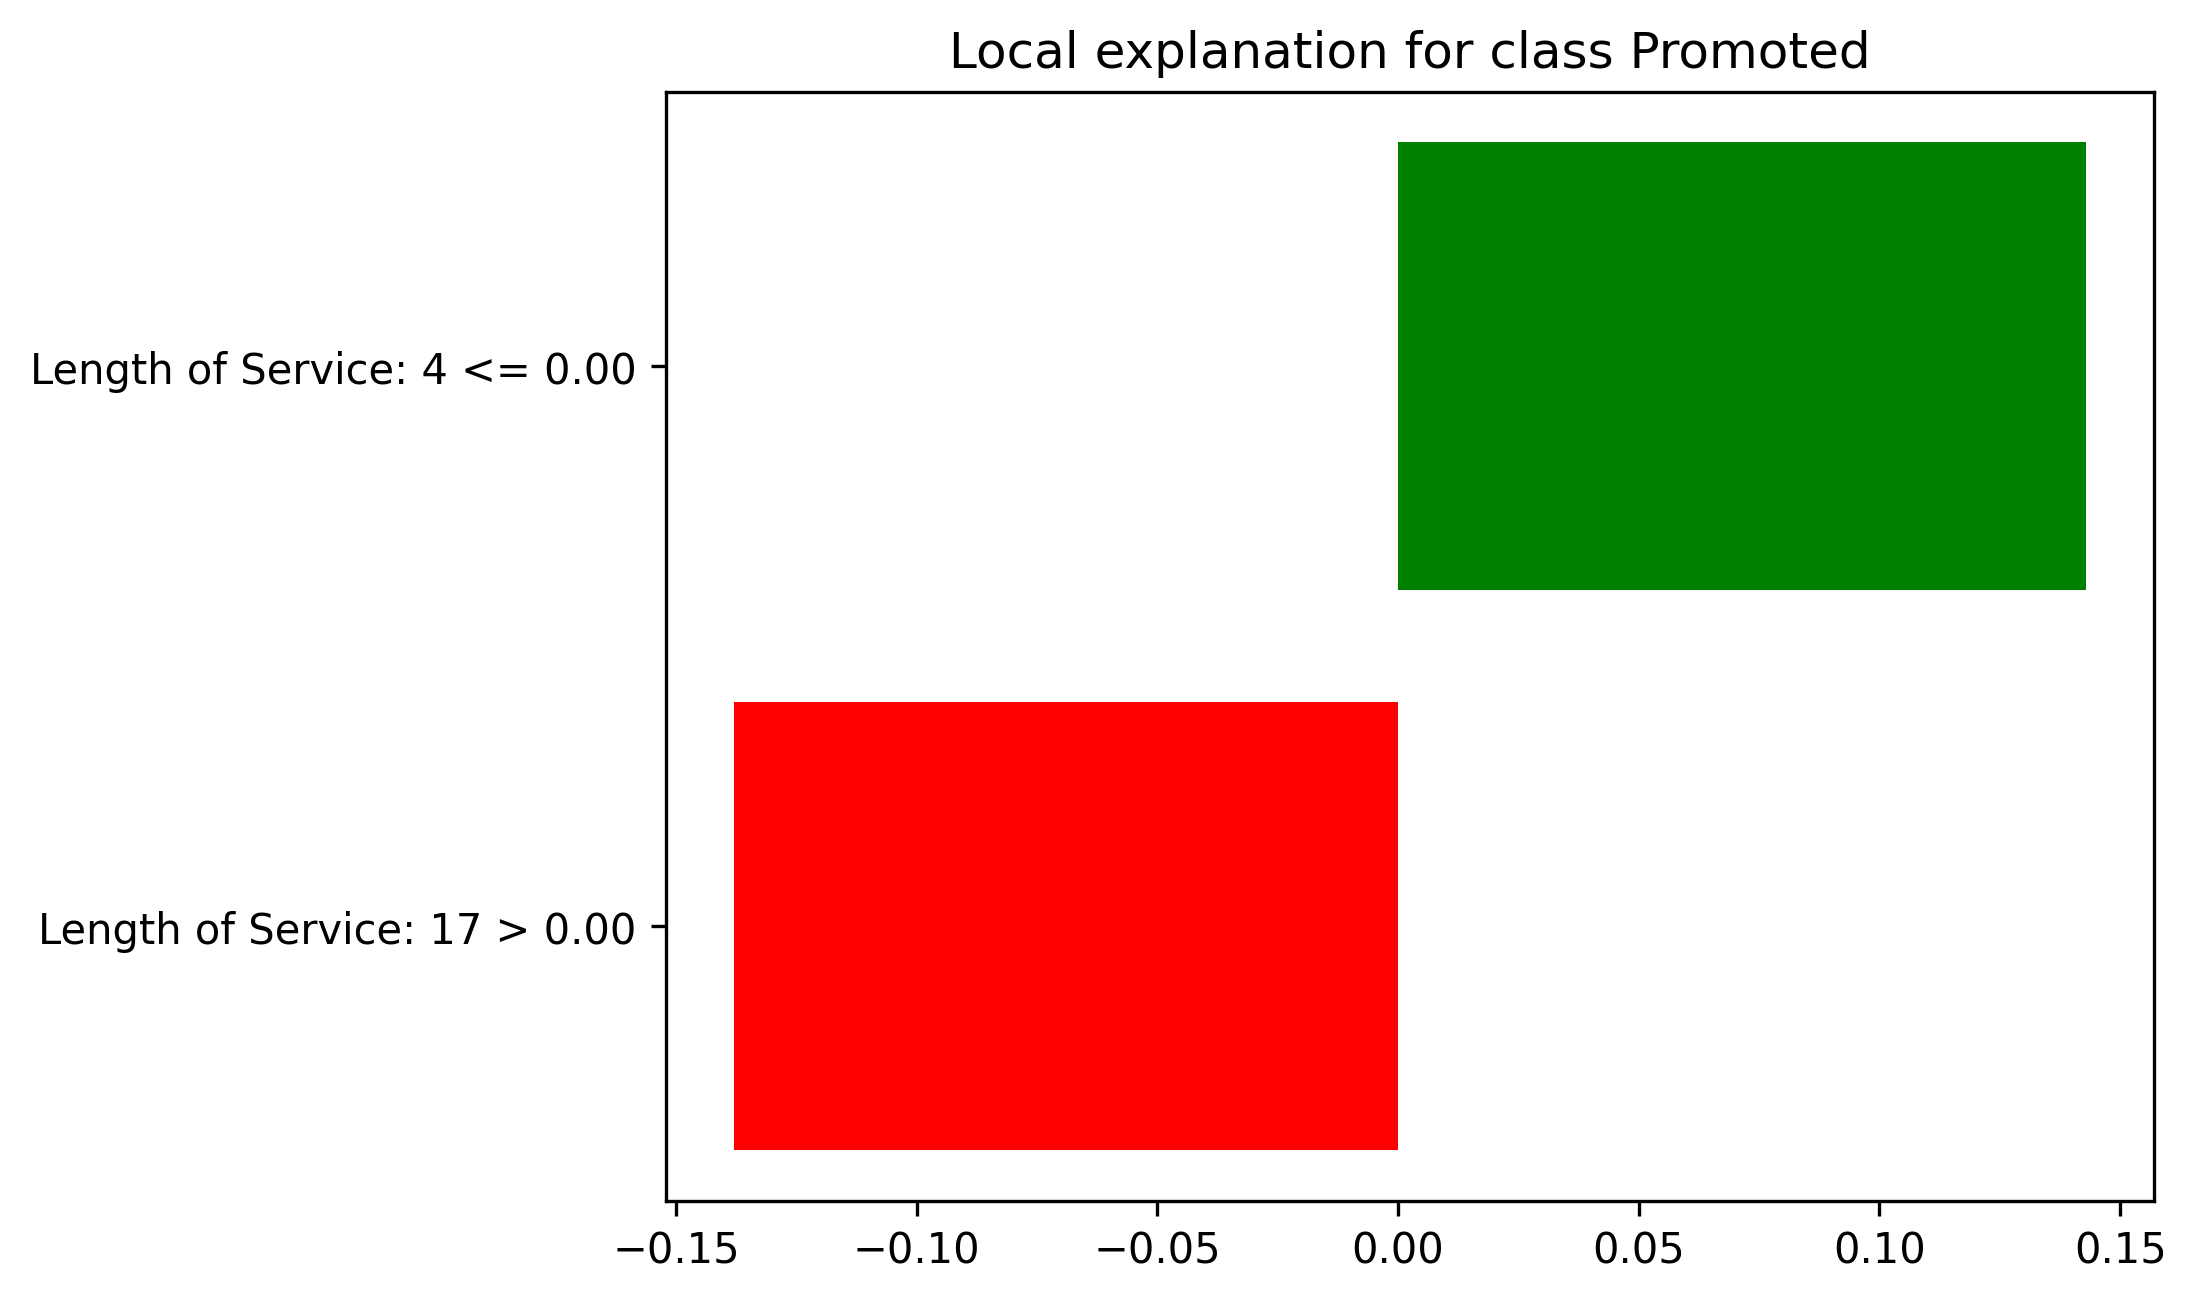 Local explanation for class Promoted
Length of Service: 4 <= 0.00
Length of Service: 17 > 0.00
−0.15 −0.10 −0.05 0.00 0.05 0.10 0.15